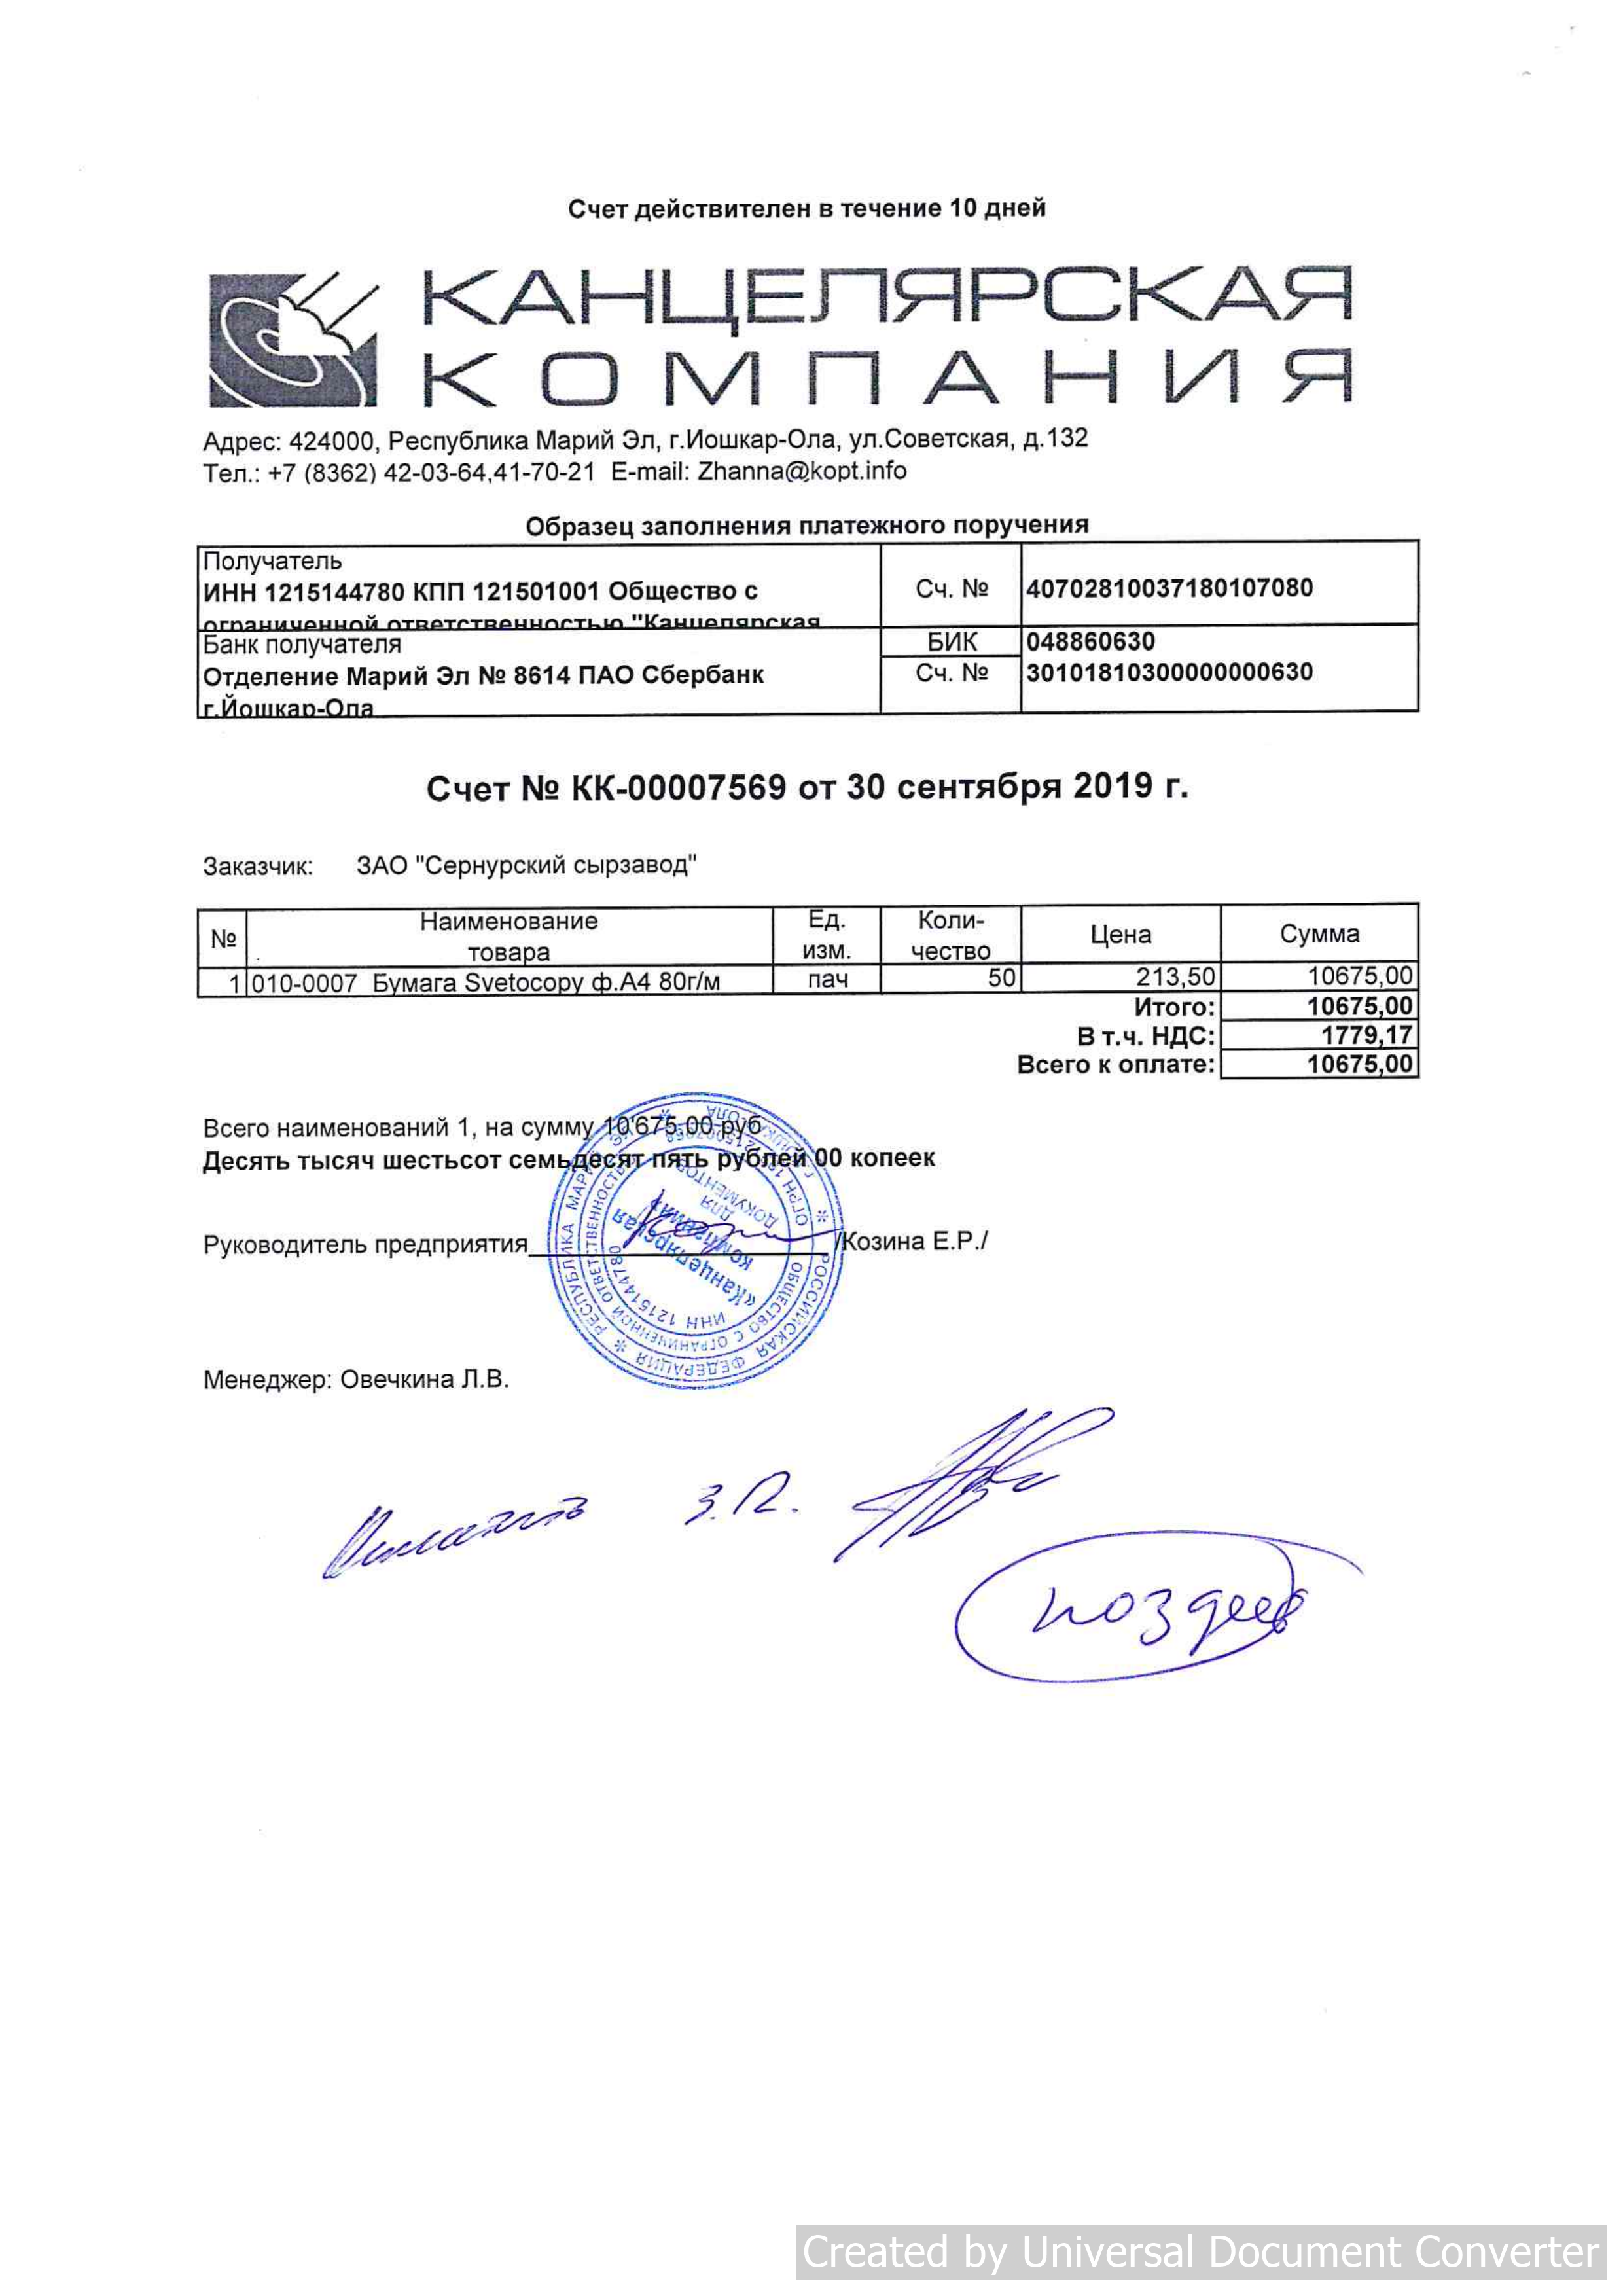 Счет действителен в течение 10 дней
КАНЦЕЛЯРСКАЯ
КОМПАНИЯ
Адрес: 424000, Республика Марий Эл, г.Иошкар-Ола, ул.Советская, д.132
Тел.: +7 (8362) 42-03-64,41-70-21 E-mail: Zhanna@kopt.info
Образец заполнения платежного поручения
Получатель
ИНН 1215144780 КПП 121501001 Общество с
ограниченной ответственностью "Канцелярская
Сч. № 40702810037180107080
Банк получателя
Отделение Марий Эл № 8614 ПАО Сбербанк
г.Йошкар-Ола
БИК 048860630
Сч. № 30101810300000000630
Счет № КК-00007569 от 30 сентября 2019 г.
Заказчик: ЗАО "Сернурский сырзавод"
№ Наименование товара Ед. изм. Коли-чество Цена Сумма
1 010-0007 Бумага Svetocopy ф.А4 80г/м пач 50 213,50 10675,00
Итого: 10675,00
В т.ч. НДС: 1779,17
Всего к оплате: 10675,00
Всего наименований 1, на сумму 10'675,00 руб
Десять тысяч шестьсот семьдесят пять рублей 00 копеек
Руководитель предприятия /Козина Е.Р./
РОССИЙСКАЯ ФЕДЕРАЦИЯ * РЕСПУБЛИКА МАРИЙ ЭЛ *
ОБЩЕСТВО С ОГРАНИЧЕННОЙ ОТВЕТСТВЕННОСТЬЮ
ИНН 1215144780
«Канцелярская
компания»
для
документов
Менеджер: Овечкина Л.В.
З.П.
поздеев
Created by Universal Document Converter